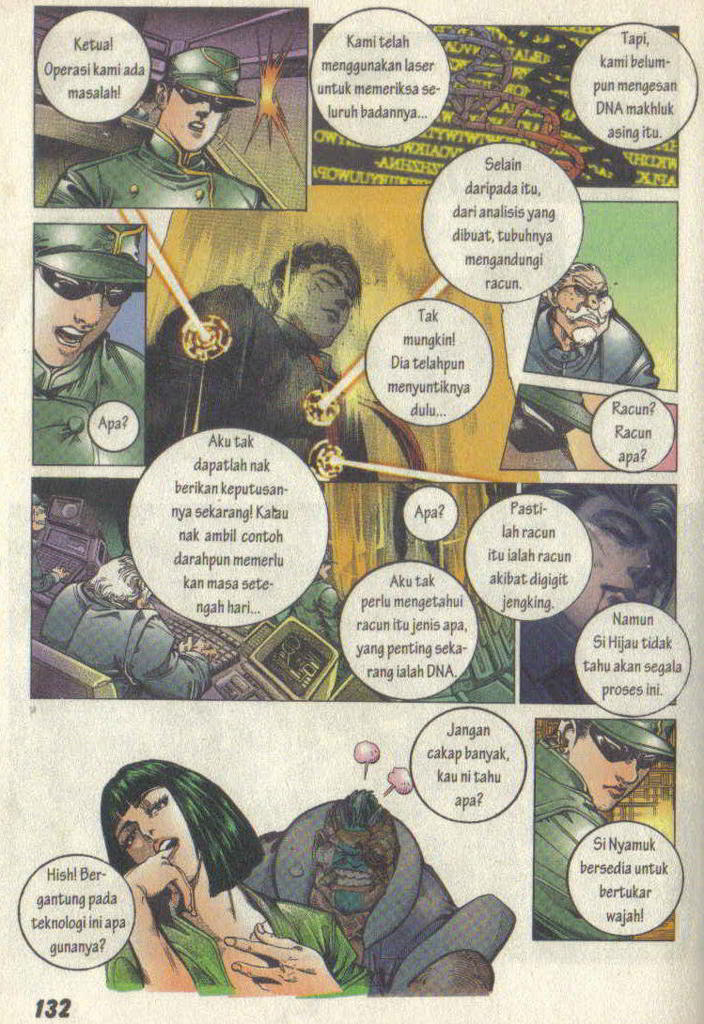 Ketua!
Operasi kami ada
masalah!
Kami telah
menggunakan laser
untuk memeriksa se-
luruh badannya...
Tapi,
kami belum-
pun mengesan
DNA makhluk
asing itu.
Selain
daripada itu,
dari analisis yang
dibuat, tubuhnya
mengandungi
racun.
Tak
mungkin!
Dia telahpun
menyuntiknya
dulu...
Apa?
Racun?
Racun
apa?
Aku tak
dapatlah nak
berikan keputusan-
nya sekarang! Kalau
nak ambil contoh
darahpun memerlu
kan masa sete-
ngah hari...
Apa?
Aku tak
perlu mengetahui
racun itu jenis apa,
yang penting seka-
rang ialah DNA.
Pasti-
lah racun
itu ialah racun
akibat digigit
jengking.
Namun
Si Hijau tidak
tahu akan segala
proses ini.
Jangan
cakap banyak,
kau ni tahu
apa?
Hish! Ber-
gantung pada
teknologi ini apa
gunanya?
Si Nyamuk
bersedia untuk
bertukar
wajah!
132